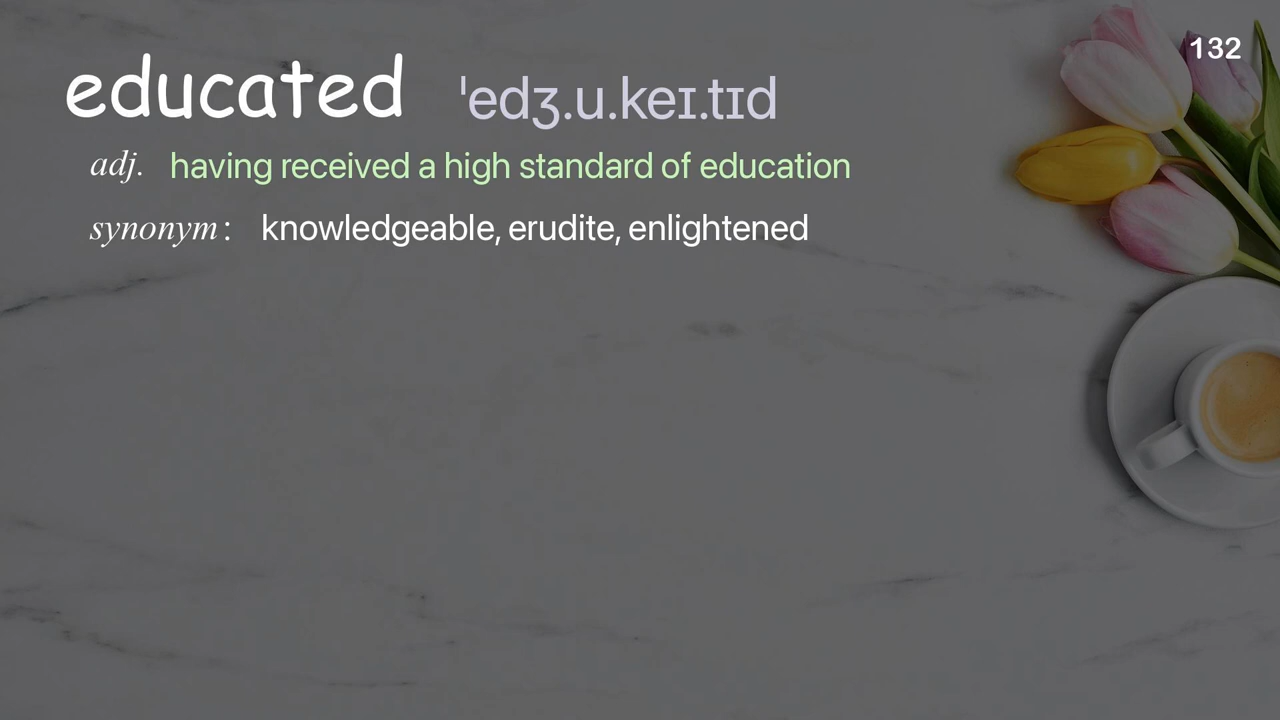 132
educated ˈedʒ.u.keɪ.tɪd
adj. having received a high standard of education
synonym: knowledgeable, erudite, enlightened